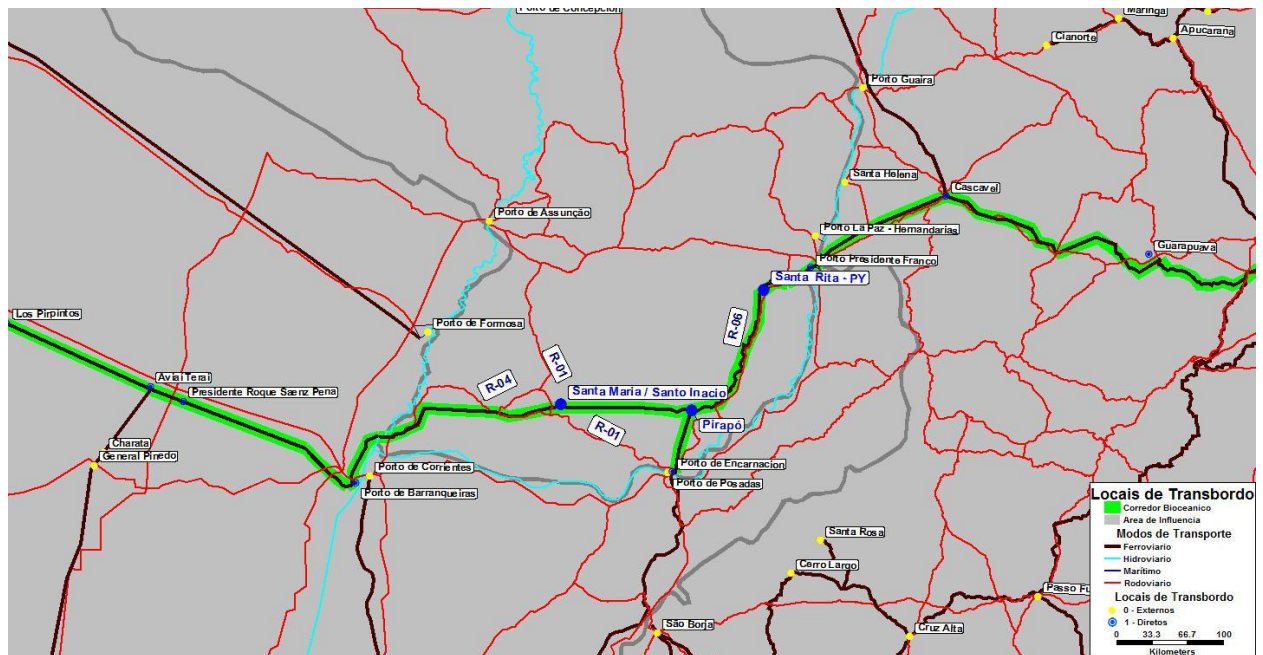 Porto de Concepcion
Maringa
Apucarana
Cianorte
Porto Guaira
Santa Helena
Cascavel
Porto de Assunção
Porto La Paz - Hernandarias
Guarapuava
Porto Presidente Franco
Santa Rita - PY
Los Pirpintos
Porto de Formosa
R-06
R-01
Aviai Terai
R-04
Presidente Roque Saenz Pena
Santa Maria / Santo Inacio
Pirapó
R-01
Charata
General Pinedo
Porto de Corrientes
Porto de Encarnacion
Porto de Posadas
Porto de Barranqueiras
Santa Rosa
Cerro Largo
Passo Fu
São Borja
Cruz Alta
Locais de Transbordo
Corredor Bioceanico
Area de Influencia
Modos de Transporte
Ferroviario
Hidroviario
Marítimo
Rodoviario
Locais de Transbordo
0 - Externos
1 - Diretos
0 33.3 66.7 100
Kilometers